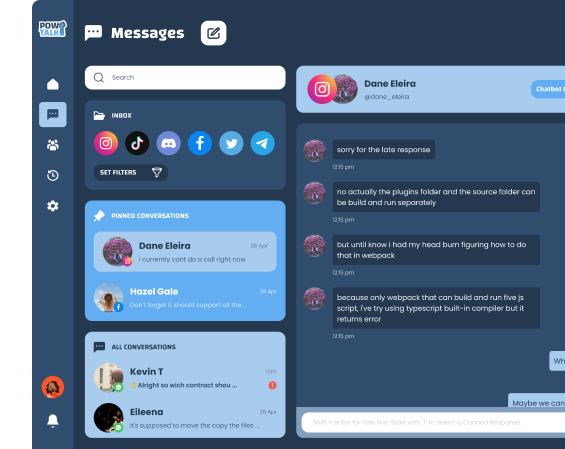 POW
TALK
Messages
Search
INBOX
SET FILTERS
PINNED CONVERSATIONS
Dane Eleira
26 Apr
I currently cant do a call right now
Hazel Gale
26 Apr
Don't forget it should support all the ...
ALL CONVERSATIONS
Kevin T
10m
Alright so wich contract shou ...
1
Eileena
26 Apr
It's supposed to move the copy the files ...
Dane Eleira
@dane_eleira
Chatbot
sorry for the late response
12:15 pm
no actually the plugins folder and the source folder can
be build and run separately
12:15 pm
but until know i had my head burn figuring how to do
that in webpack
12:15 pm
because only webpack that can build and run five js
script, i've try using typescript built-in compiler but it
returns error
12:15 pm
Wh
Maybe we can
Shift + enter for new line. Start with '/' to select a Canned Response.